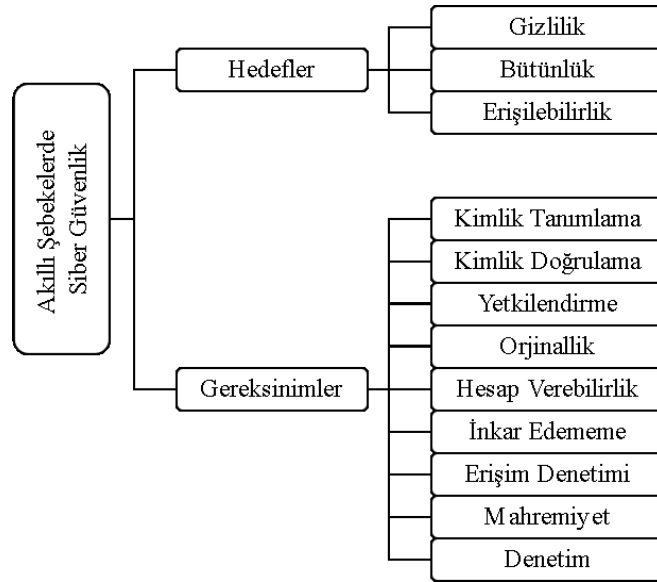 Akıllı Şebekelerde
Siber Güvenlik
Hedefler
Gizlilik
Bütünlük
Erişilebilirlik
Gereksinimler
Kimlik Tanımlama
Kimlik Doğrulama
Yetkilendirme
Orjinallik
Hesap Verebilirlik
İnkar Edememe
Erişim Denetimi
Mahremiyet
Denetim